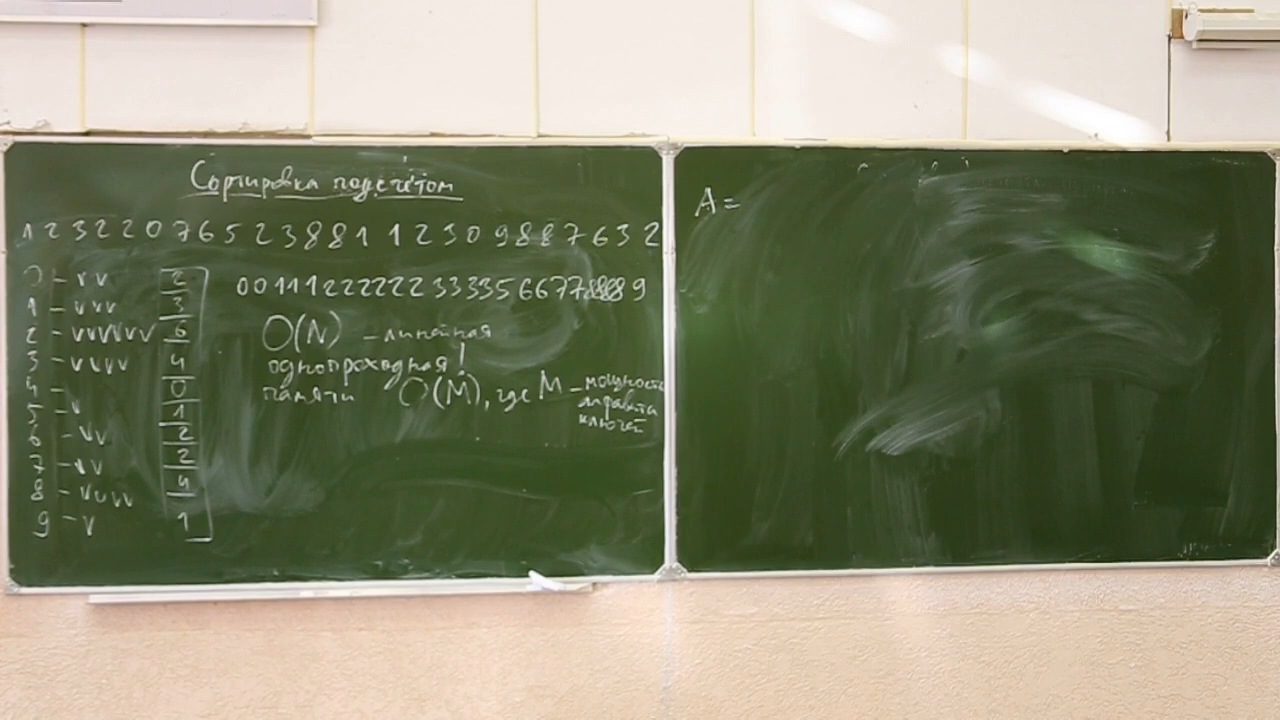 Сортировка подсчётом
1 2 3 2 2 0 7 6 5 2 3 8 8 1 1 2 3 0 9 8 8 7 6 3 2
0 - v v 2
1 - v v v 3
2 - v v v v v v 6
3 - v v v v 4
4 - 0
5 - v 1
6 - v v 2
7 - v v 2
8 - v v v v 4
9 - v 1
0 0 1 1 1 2 2 2 2 2 2 3 3 3 3 5 6 6 7 7 8 8 8 8 9
O(N) - линейная
однопроходная!
памяти O(M), где M - мощность
алфавита
ключей
A =